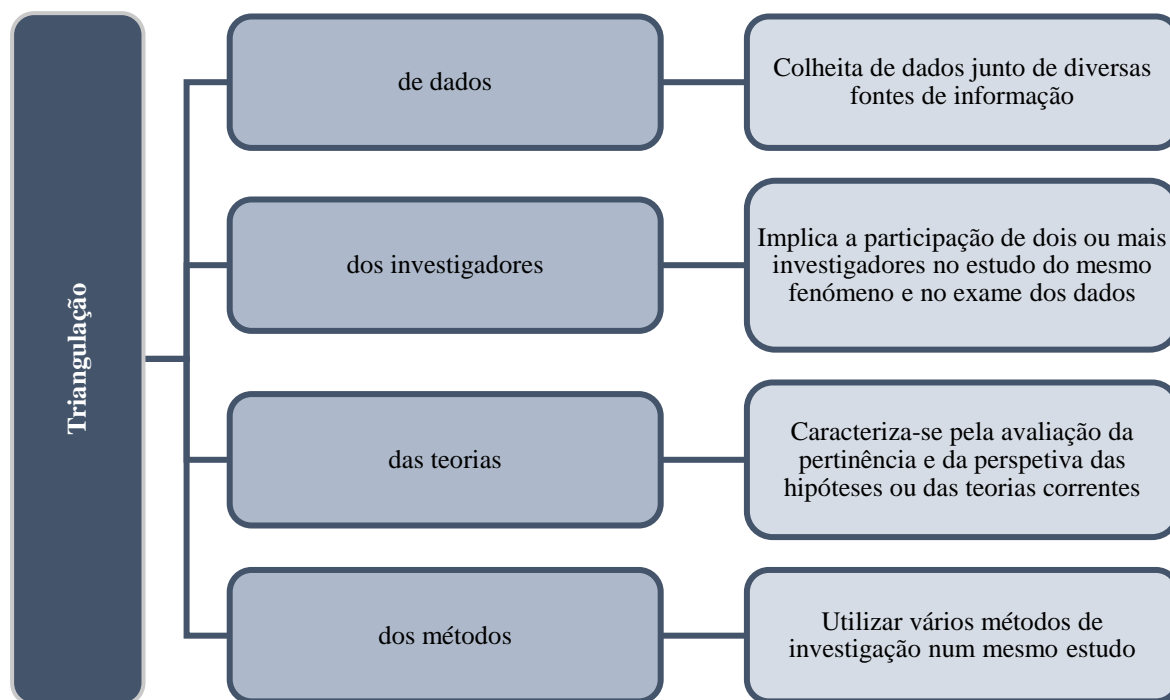 Triangulação
de dados
Colheita de dados junto de diversas
fontes de informação
dos investigadores
Implica a participação de dois ou mais
investigadores no estudo do mesmo
fenómeno e no exame dos dados
das teorias
Caracteriza-se pela avaliação da
pertinência e da perspetiva das
hipóteses ou das teorias correntes
dos métodos
Utilizar vários métodos de
investigação num mesmo estudo